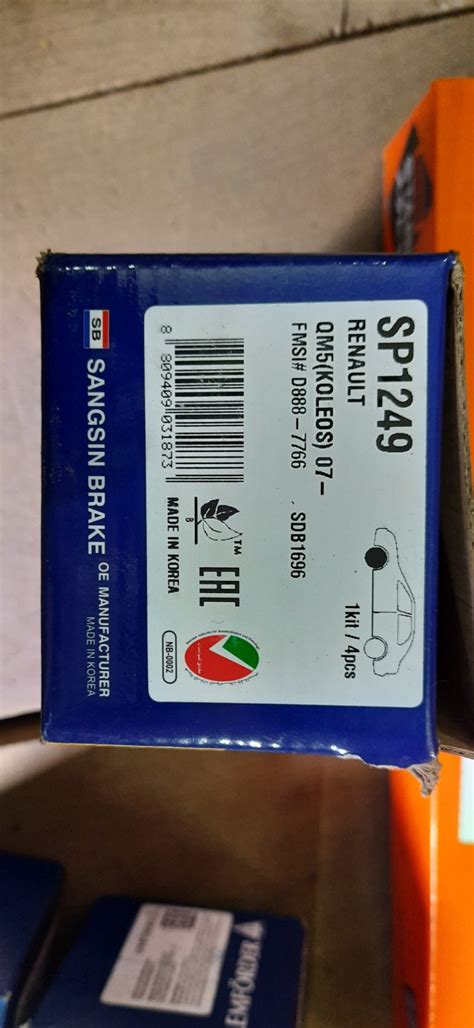 SB SANGSIN BRAKE OE MANUFACTURER
MADE IN KOREA
SP1249
RENAULT
QM5(KOLEOS) 07-
FMSI# D888-7766 SDB1696
1kit / 4pcs
8 809409 031873
B
TM
EAC
MADE IN KOREA
NB-0002